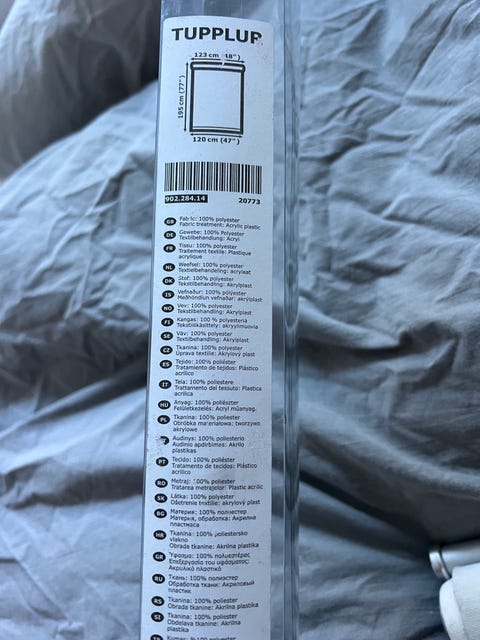 TUPPLUR
123 cm (48")
195 cm (77")
120 cm (47")
902.284.14 20773
GB Fabric: 100% polyester
Fabric treatment: Acrylic plastic
DE Gewebe: 100% Polyester
Textilbehandlung: Acryl
FR Tissu: 100% polyester
Traitement textile: Plastique
acrylique
NL Weefsel: 100% polyester
Textielbehandeling: acrylaat
DK Stof: 100% polyester
Tekstilbehandling: Akrylplast
IS Vefnaður: 100% pólýester
Meðhöndlun vefnaðar: akrýlplast
NO Vev: 100% polyester
Tekstilbehandling: Akrylplast
FI Kangas: 100 % polyesteriä
Tekstiilikäsittely: akryylimuovia
SE Väv: 100% polyester
Textilbehandling: Akrylplast
CZ Tkanina: 100% polyester
Úprava textilie: Akrylový plast
ES Tejido: 100% poliéster
Tratamiento de tejidos: Plástico
acrílico
IT Tela: 100% poliestere
Trattamento del tessuto: Plastica
acrilica
HU Anyag: 100% poliészter
Felületkezelés: Acryl műanyag.
PL Tkanina: 100% poliester
Obróbka materiałowa: tworzywo
akrylowe
Audinys: 100% poliesterio
Audinio apdirbimas: Akrilo
plastikas
PT Tecido: 100% poliéster
Tratamento de tecidos: Plástico
acrílico
RO Metraj: 100% poliester
Tratarea metrajelor: Plastic acrilic
SK Látka: 100% polyester
Ošetrenie textílie: akrylový plast
BG Материя: 100% полиестер
Материя, обработка: Акрилна
пластмаса
HR Tkanina: 100% poliestersko
vlakno
Obrada tkanine: Akrilna plastika
GR Ύφασμα: 100% πολυεστέρας
Επεξεργασία του υφάσματος:
Ακρυλικό πλαστικό
RU Ткань: 100% полиэстер
Обработка ткани: Акриловый
пластик
RS Tkanina: 100% poliester
Obrada tkanine: Akrilna plastika
SI Tkanina: 100% poliester
Obdelava tkanine: Akrilna
plastika
TR Kumaş: %100 polyester